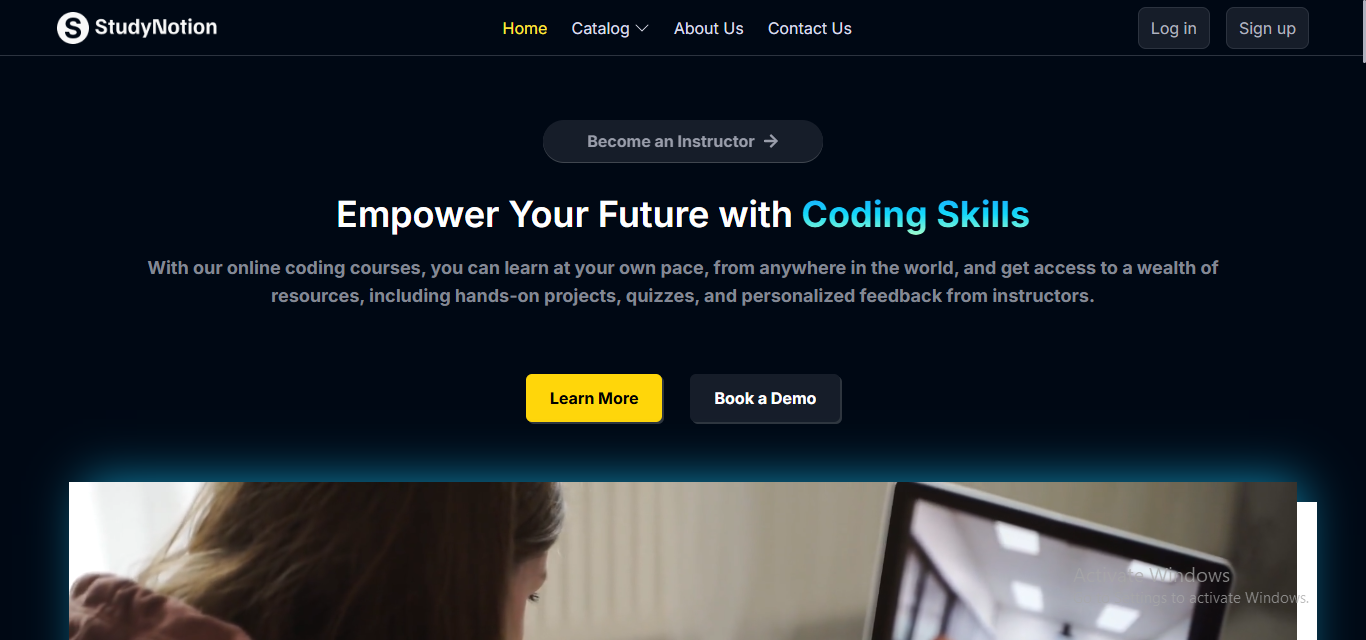 S StudyNotion
Home Catalog About Us Contact Us
Log in Sign up
Become an Instructor →
Empower Your Future with Coding Skills
With our online coding courses, you can learn at your own pace, from anywhere in the world, and get access to a wealth of
resources, including hands-on projects, quizzes, and personalized feedback from instructors.
Learn More Book a Demo
Activate Windows
to activate Windows.